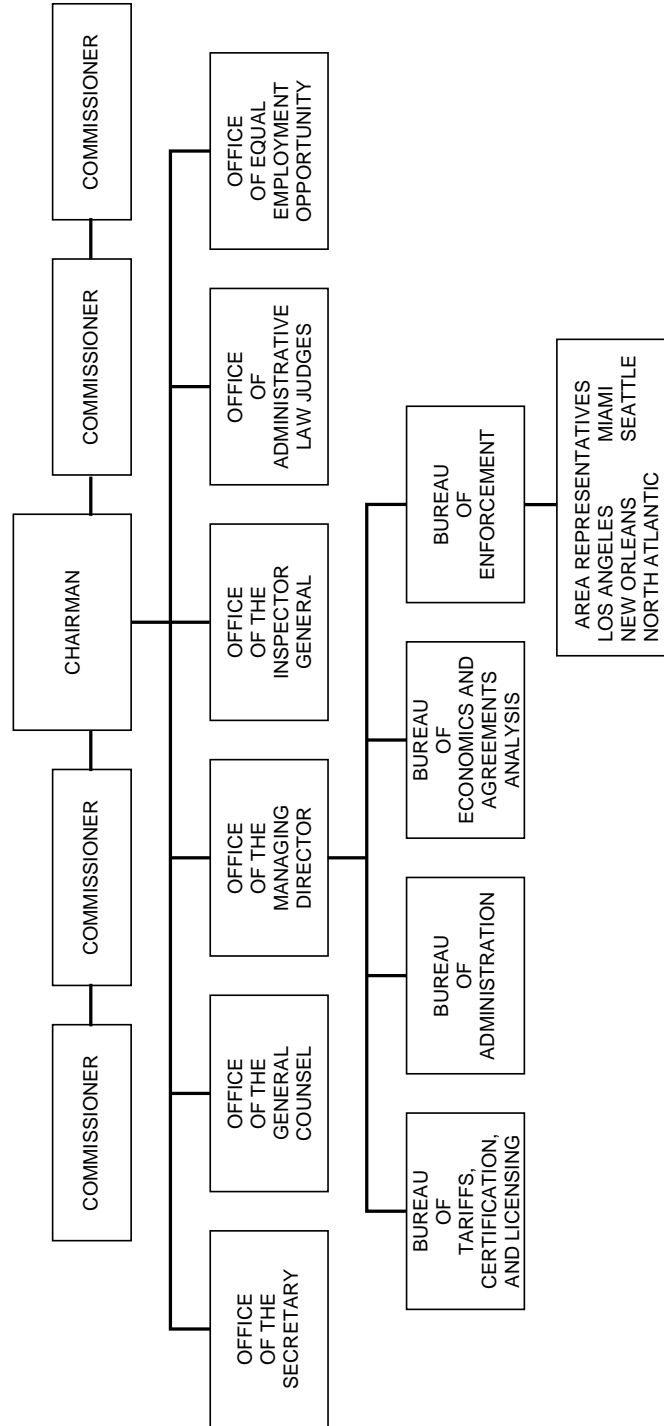 COMMISSIONER
COMMISSIONER
CHAIRMAN
COMMISSIONER
COMMISSIONER
OFFICE
OF THE
SECRETARY
OFFICE
OF THE
GENERAL
COUNSEL
OFFICE
OF THE
MANAGING
DIRECTOR
OFFICE
OF THE
INSPECTOR
GENERAL
OFFICE
OF
ADMINISTRATIVE
LAW JUDGES
OFFICE
OF EQUAL
EMPLOYMENT
OPPORTUNITY
BUREAU
OF
TARIFFS,
CERTIFICATION,
AND LICENSING
BUREAU
OF
ADMINISTRATION
BUREAU
OF
ECONOMICS AND
AGREEMENTS
ANALYSIS
BUREAU
OF
ENFORCEMENT
AREA REPRESENTATIVES
LOS ANGELES MIAMI
NEW ORLEANS SEATTLE
NORTH ATLANTIC